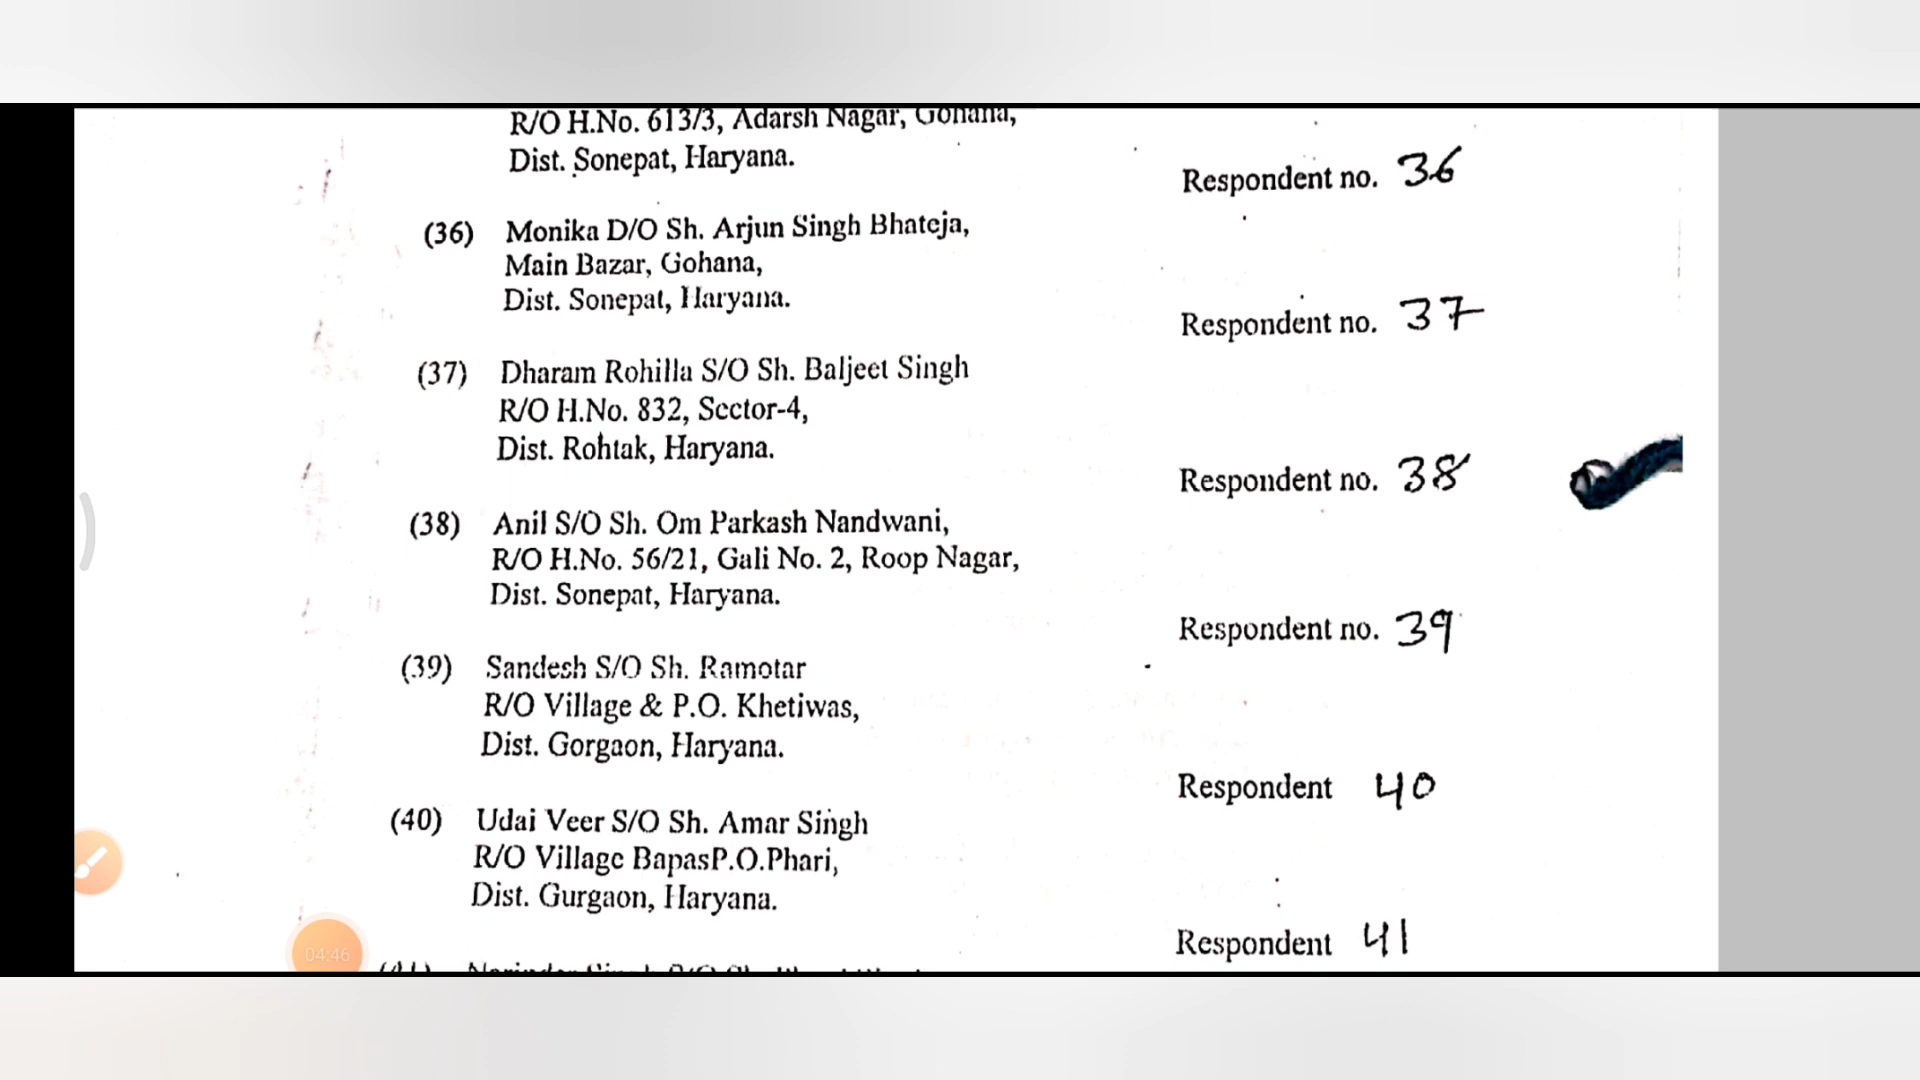 R/O H.No. 613/3, Adarsh Nagar, Gohana,
Dist. Sonepat, Haryana.
Respondent no. 36
(36) Monika D/O Sh. Arjun Singh Bhateja,
Main Bazar, Gohana,
Dist. Sonepat, Haryana.
Respondent no. 37
(37) Dharam Rohilla S/O Sh. Baljeet Singh
R/O H.No. 832, Sector-4,
Dist. Rohtak, Haryana.
Respondent no. 38
(38) Anil S/O Sh. Om Parkash Nandwani,
R/O H.No. 56/21, Gali No. 2, Roop Nagar,
Dist. Sonepat, Haryana.
Respondent no. 39
(39) Sandesh S/O Sh. Ramotar
R/O Village & P.O. Khetiwas,
Dist. Gorgaon, Haryana.
Respondent 40
(40) Udai Veer S/O Sh. Amar Singh
R/O Village BapasP.O.Phari,
Dist. Gurgaon, Haryana.
Respondent 41
04:46